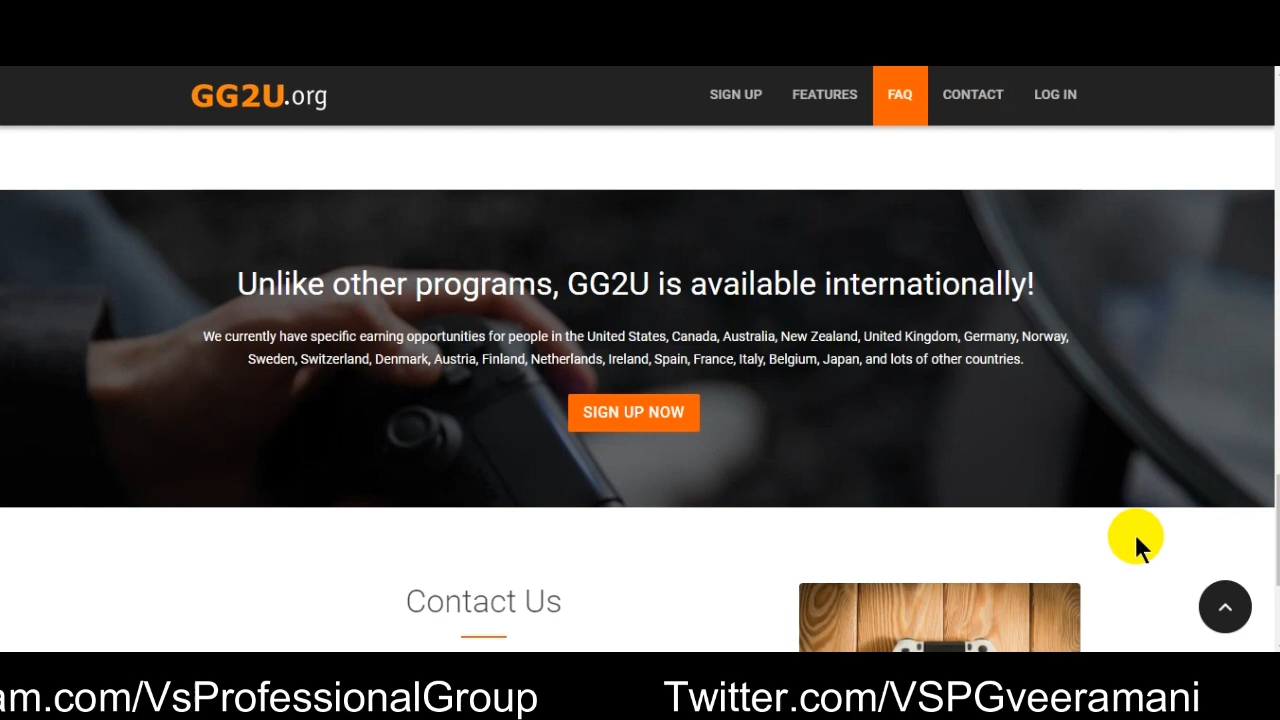 GG2U.org
SIGN UP
FEATURES
FAQ
CONTACT
LOG IN
Unlike other programs, GG2U is available internationally!
We currently have specific earning opportunities for people in the United States, Canada, Australia, New Zealand, United Kingdom, Germany, Norway,
Sweden, Switzerland, Denmark, Austria, Finland, Netherlands, Ireland, Spain, France, Italy, Belgium, Japan, and lots of other countries.
SIGN UP NOW
Contact Us
am.com/VsProfessionalGroup
Twitter.com/VSPGveeramani